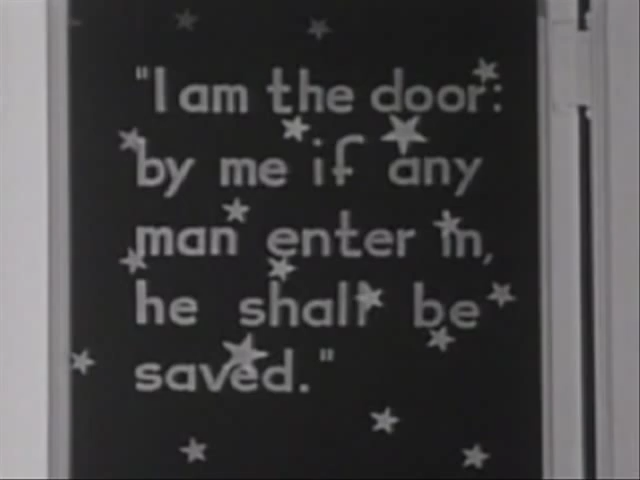 "I am the door:
by me if any
man enter in,
he shall be
saved."